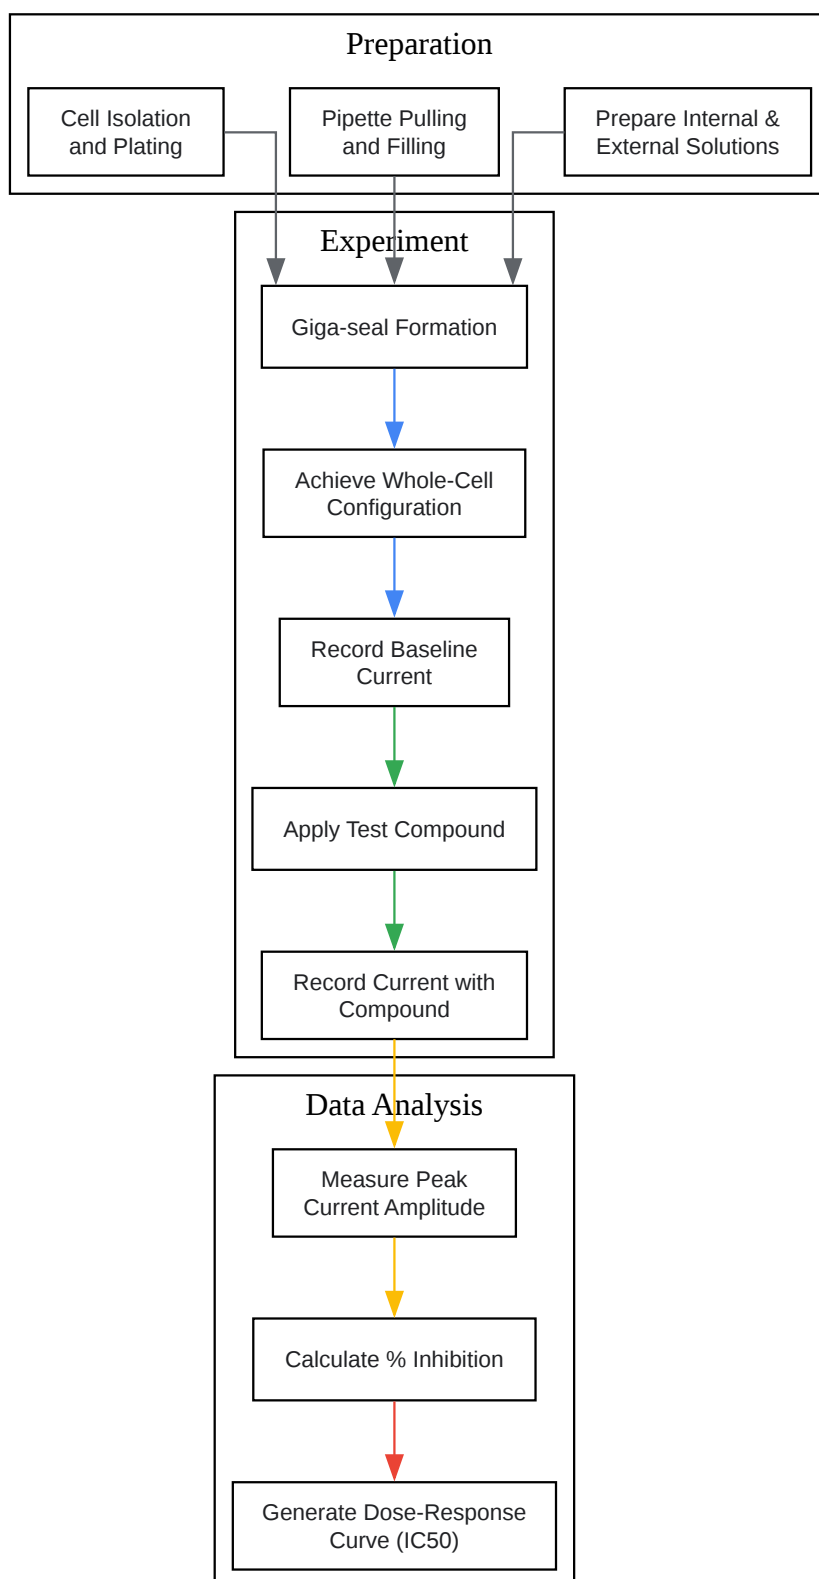 Preparation
Cell Isolation
and Plating
Pipette Pulling
and Filling
Prepare Internal &
External Solutions
Experiment
Giga-seal Formation
Achieve Whole-Cell
Configuration
Record Baseline
Current
Apply Test Compound
Record Current with
Compound
Data Analysis
Measure Peak
Current Amplitude
Calculate % Inhibition
Generate Dose-Response
Curve (IC50)